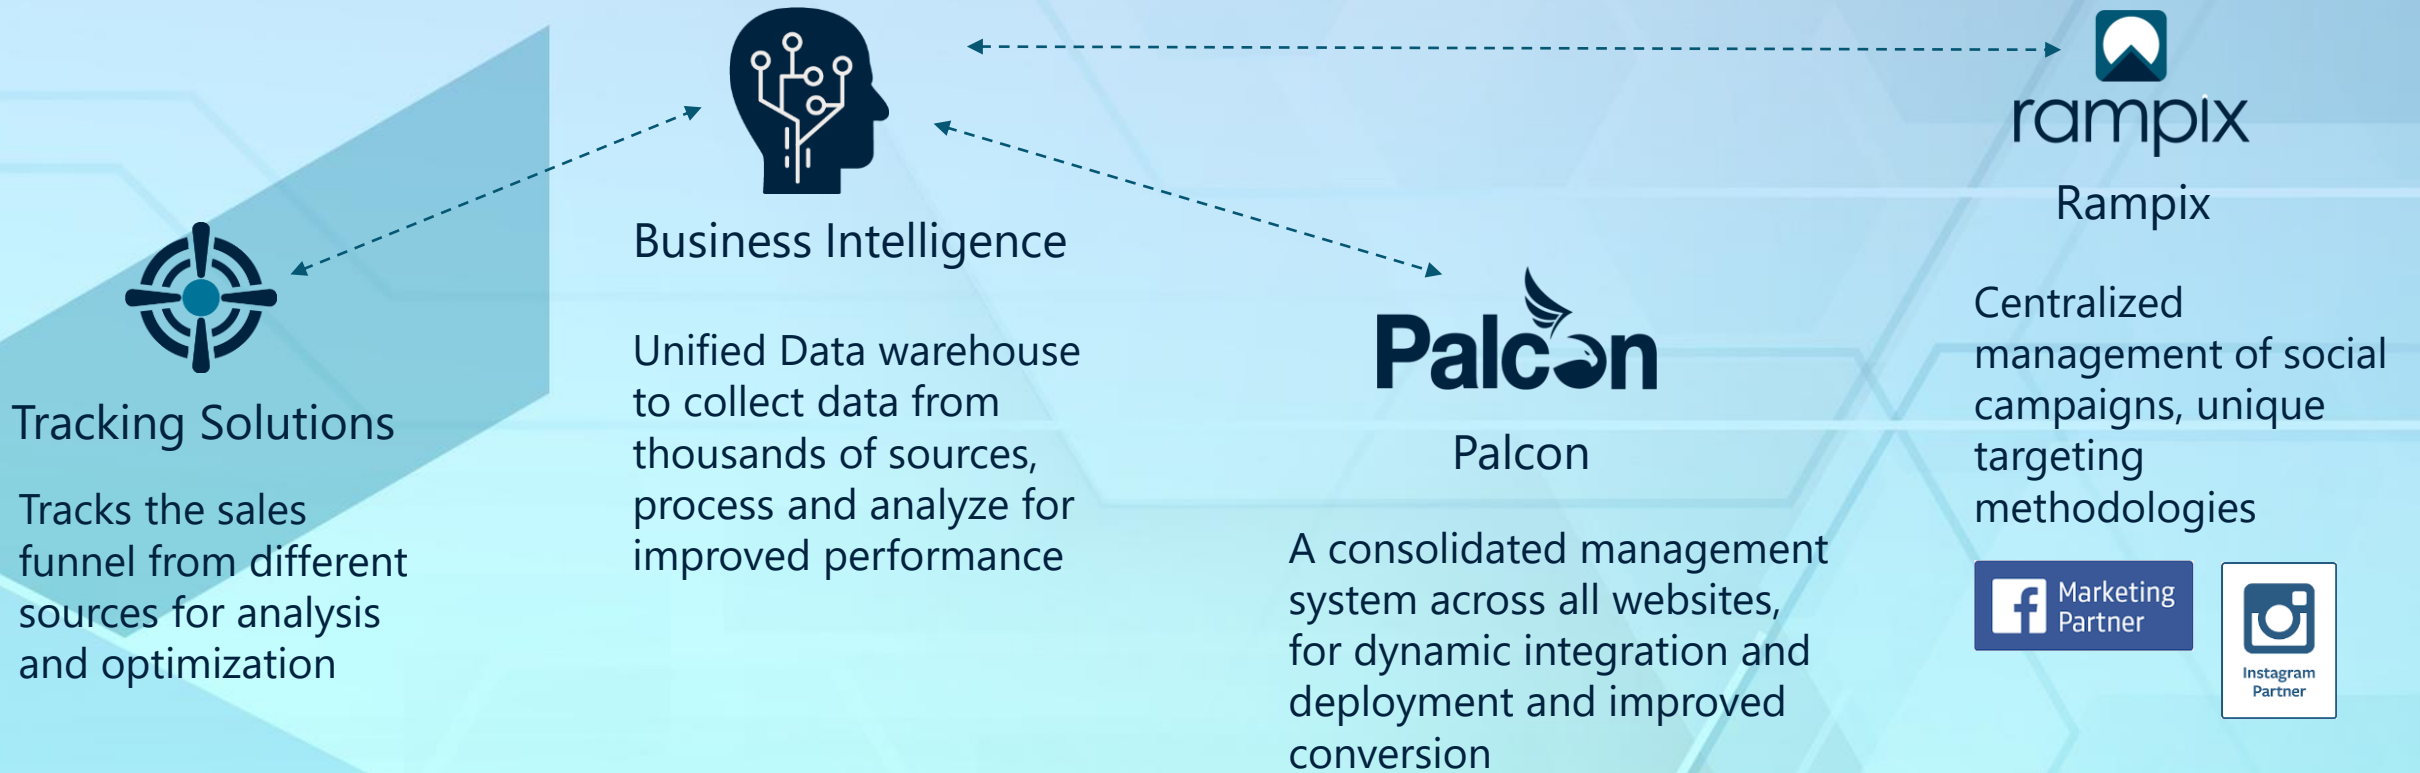 Tracking Solutions
Tracks the sales
funnel from different
sources for analysis
and optimization
Business Intelligence
Unified Data warehouse
to collect data from
thousands of sources,
process and analyze for
improved performance
Palcon
Palcon
A consolidated management
system across all websites,
for dynamic integration and
deployment and improved
conversion
rampix
Rampix
Centralized
management of social
campaigns, unique
targeting
methodologies
f Marketing
Partner
Instagram
Partner